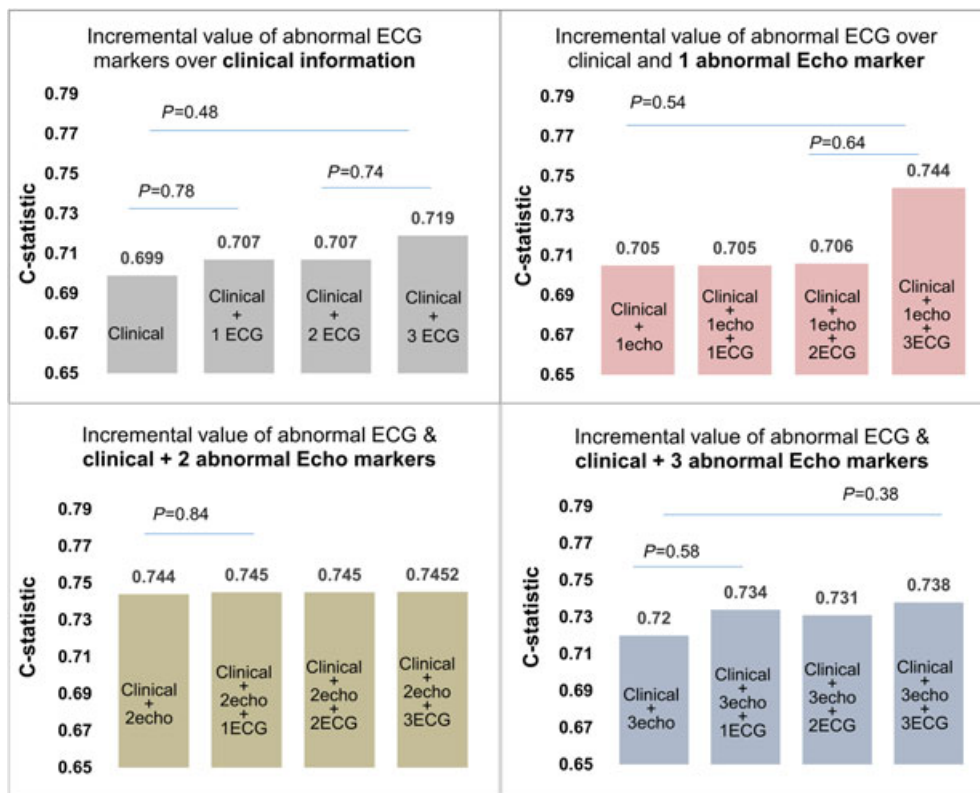 Incremental value of abnormal ECG
markers over clinical information
0.79
0.77
0.75
0.73
0.71
0.69
0.67
0.65
C-statistic
P=0.48
P=0.78
P=0.74
0.699
0.707
0.707
0.719
Clinical
Clinical
+
1 ECG
Clinical
+
2 ECG
Clinical
+
3 ECG
Incremental value of abnormal ECG over
clinical and 1 abnormal Echo marker
0.79
0.77
0.75
0.73
0.71
0.69
0.67
0.65
C-statistic
P=0.54
P=0.64
0.705
0.705
0.706
0.744
Clinical
+
1echo
Clinical
+
1echo
+
1ECG
Clinical
+
1echo
+
2ECG
Clinical
+
1echo
+
3ECG
Incremental value of abnormal ECG &
clinical + 2 abnormal Echo markers
0.79
0.77
0.75
0.73
0.71
0.69
0.67
0.65
C-statistic
P=0.84
0.744
0.745
0.745
0.7452
Clinical
+
2echo
Clinical
+
2echo
+
1ECG
Clinical
+
2echo
+
2ECG
Clinical
+
2echo
+
3ECG
Incremental value of abnormal ECG &
clinical + 3 abnormal Echo markers
0.79
0.77
0.75
0.73
0.71
0.69
0.67
0.65
C-statistic
P=0.38
P=0.58
0.72
0.734
0.731
0.738
Clinical
+
3echo
Clinical
+
3echo
+
1ECG
Clinical
+
3echo
+
2ECG
Clinical
+
3echo
+
3ECG